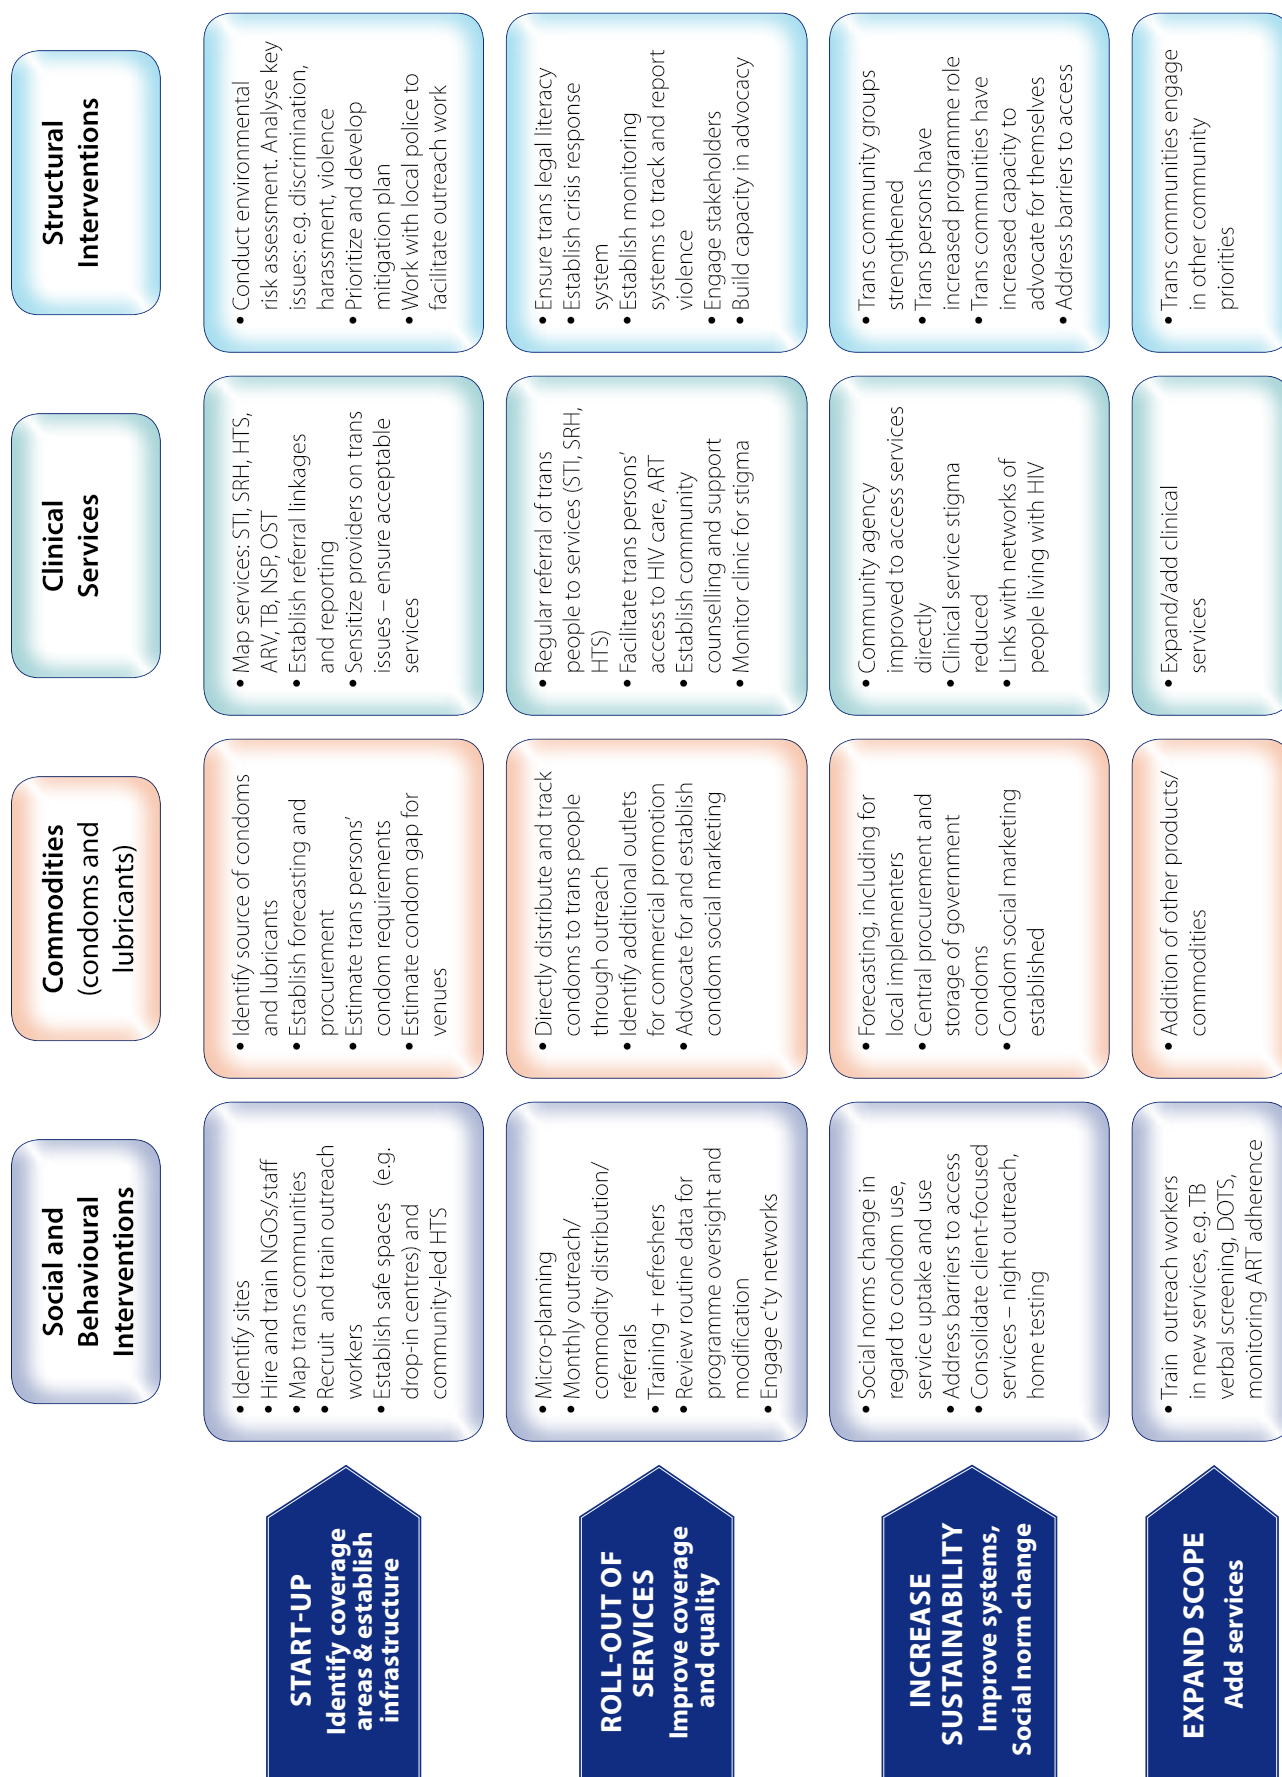 Social and
Behavioural
Interventions
Commodities
(condoms and
lubricants)
Clinical
Services
Structural
Interventions
START-UP
Identify coverage
areas & establish
infrastructure
• Identify sites
• Hire and train NGOs/staff
• Map trans communities
• Recruit and train outreach
workers
• Establish safe spaces (e.g.
drop-in centres) and
community-led HTS
• Identify source of condoms
and lubricants
• Establish forecasting and
procurement
• Estimate trans persons'
condom requirements
• Estimate condom gap for
venues
• Map services: STI, SRH, HTS,
ARV, TB, NSP, OST
• Establish referral linkages
and reporting
• Sensitize providers on trans
issues – ensure acceptable
services
• Conduct environmental
risk assessment. Analyse key
issues: e.g. discrimination,
harassment, violence
• Prioritize and develop
mitigation plan
• Work with local police to
facilitate outreach work
ROLL-OUT OF
SERVICES
Improve coverage
and quality
• Micro-planning
• Monthly outreach/
commodity distribution/
referrals
• Training + refreshers
• Review routine data for
programme oversight and
modification
• Engage c'ty networks
• Directly distribute and track
condoms to trans people
through outreach
• Identify additional outlets
for commercial promotion
• Advocate for and establish
condom social marketing
• Regular referral of trans
people to services (STI, SRH,
HTS)
• Facilitate trans persons'
access to HIV care, ART
• Establish community
counselling and support
• Monitor clinic for stigma
• Ensure trans legal literacy
• Establish crisis response
system
• Establish monitoring
systems to track and report
violence
• Engage stakeholders
• Build capacity in advocacy
INCREASE
SUSTAINABILITY
Improve systems,
Social norm change
• Social norms change in
regard to condom use,
service uptake and use
• Address barriers to access
• Consolidate client-focused
services – night outreach,
home testing
• Forecasting, including for
local implementers
• Central procurement and
storage of government
condoms
• Condom social marketing
established
• Community agency
improved to access services
directly
• Clinical service stigma
reduced
• Links with networks of
people living with HIV
• Trans community groups
strengthened
• Trans persons have
increased programme role
• Trans communities have
increased capacity to
advocate for themselves
• Address barriers to access
EXPAND SCOPE
Add services
• Train outreach workers
in new services, e.g. TB
verbal screening, DOTS,
monitoring ART adherence
• Addition of other products/
commodities
• Expand/add clinical
services
• Trans communities engage
in other community
priorities